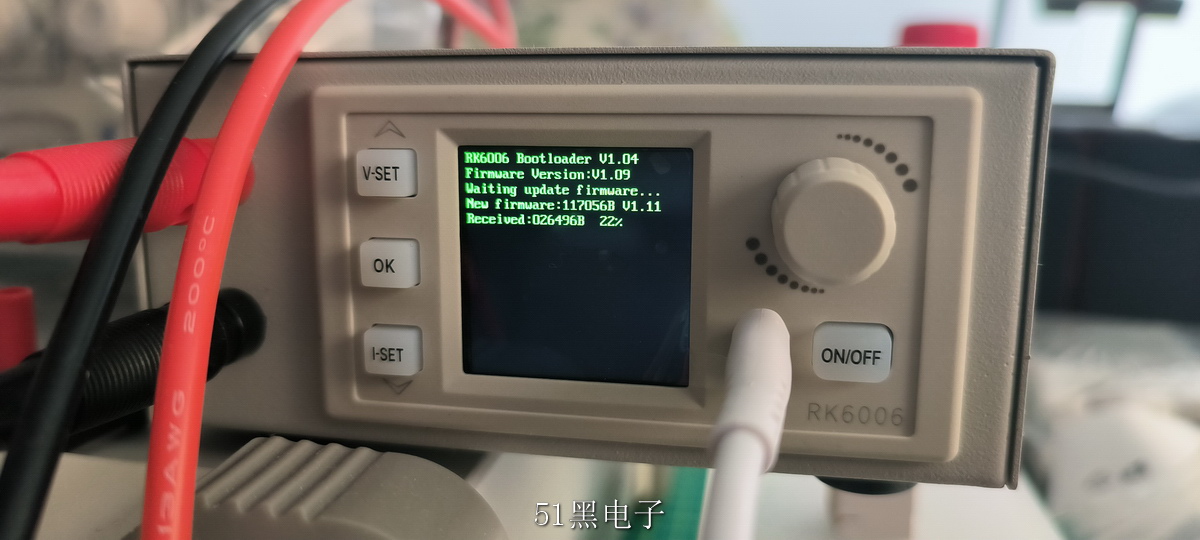 V-SET
OK
I-SET
RK6006 Bootloader V1.04
Firmware Version:V1.09
Waiting update firmware...
New firmware:117056B V1.11
Received:026496B 22%
ON/OFF
RK6006
200°C
13AWG
51黑电子